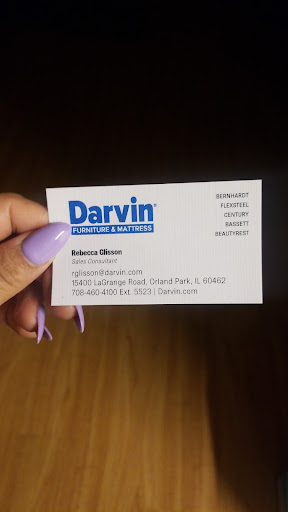 Darvin®
FURNITURE & MATTRESS
BERNHARDT
FLEXSTEEL
CENTURY
BASSETT
BEAUTYREST
Rebecca Glisson
Sales Consultant
rglisson@darvin.com
15400 LaGrange Road, Orland Park, IL 60462
708-460-4100 Ext. 5523 | Darvin.com